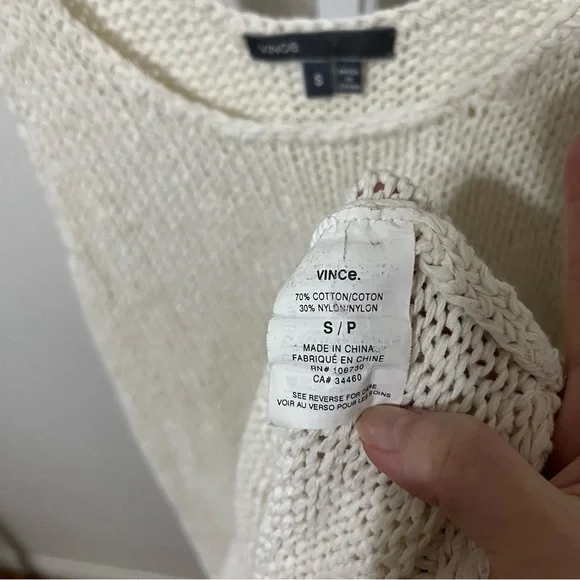 VINCE.
S
VINCE.
70% COTTON/COTON
30% NYLON/NYLON
S / P
MADE IN CHINA
FABRIQUÉ EN CHINE
RN# 106730
CA# 34460
SEE REVERSE FOR CARE
VOIR AU VERSO POUR LES SOINS